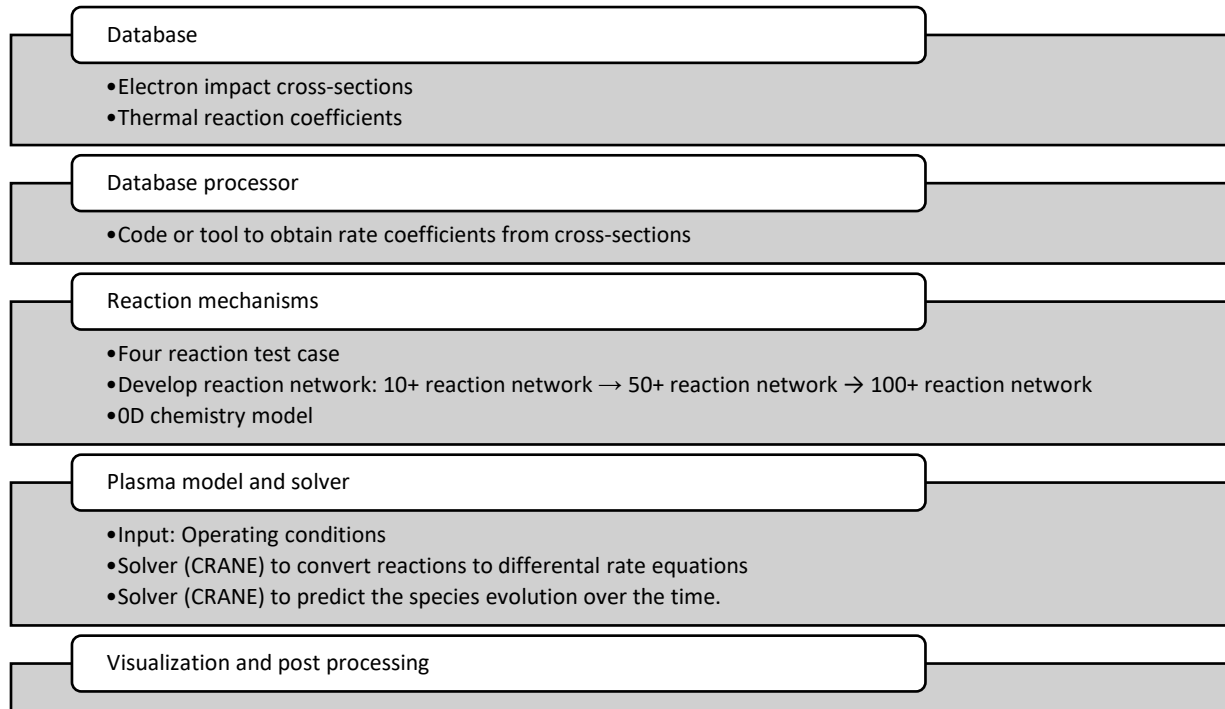 Database
•Electron impact cross-sections
•Thermal reaction coefficients
Database processor
•Code or tool to obtain rate coefficients from cross-sections
Reaction mechanisms
•Four reaction test case
•Develop reaction network: 10+ reaction network → 50+ reaction network → 100+ reaction network
•0D chemistry model
Plasma model and solver
•Input: Operating conditions
•Solver (CRANE) to convert reactions to differental rate equations
•Solver (CRANE) to predict the species evolution over the time.
Visualization and post processing